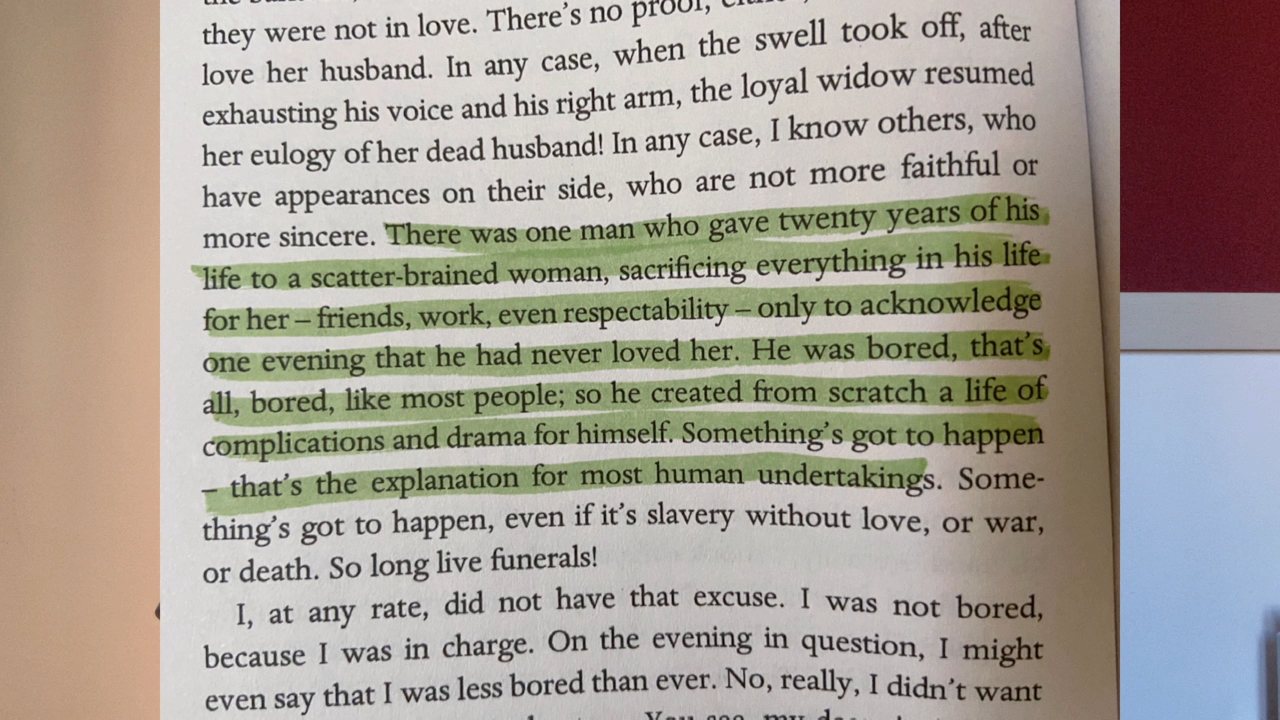 they were not in love. There's no proof,
love her husband. In any case, when the swell took off, after
exhausting his voice and his right arm, the loyal widow resumed
her eulogy of her dead husband! In any case, I know others, who
have appearances on their side, who are not more faithful or
more sincere. There was one man who gave twenty years of his
life to a scatter-brained woman, sacrificing everything in his life
for her – friends, work, even respectability – only to acknowledge
one evening that he had never loved her. He was bored, that's
all, bored, like most people; so he created from scratch a life of
complications and drama for himself. Something's got to happen
– that's the explanation for most human undertakings. Some-
thing's got to happen, even if it's slavery without love, or war,
or death. So long live funerals!
I, at any rate, did not have that excuse. I was not bored,
because I was in charge. On the evening in question, I might
even say that I was less bored than ever. No, really, I didn't want
You see, my